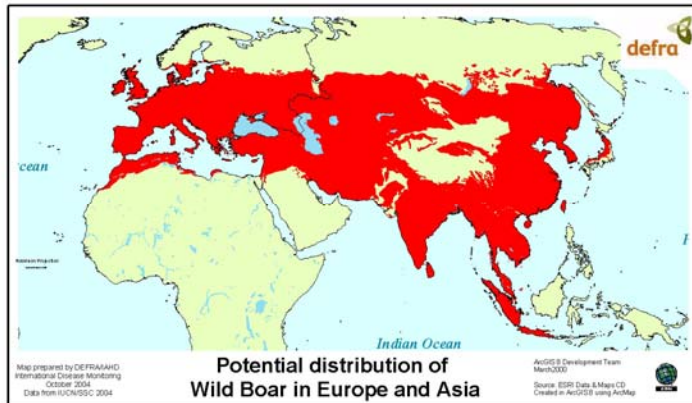 defra
cean
Indian Ocean
Potential distribution of
Wild Boar in Europe and Asia
Map prepared by DEFRA/IAHD
International Disease Monitoring
October 2004
Data from IUCN/SSC 2004
ArcGIS 8 Development Team
March2000
Source: ESRI Data & Maps CD
Created in ArcGIS 8 using ArcMap